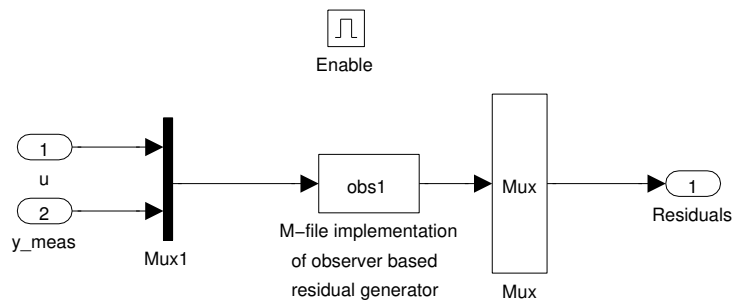 Enable
1
u
2
y_meas
Mux1
obs1
M−file implementation
of observer based
residual generator
Mux
Mux
1
Residuals